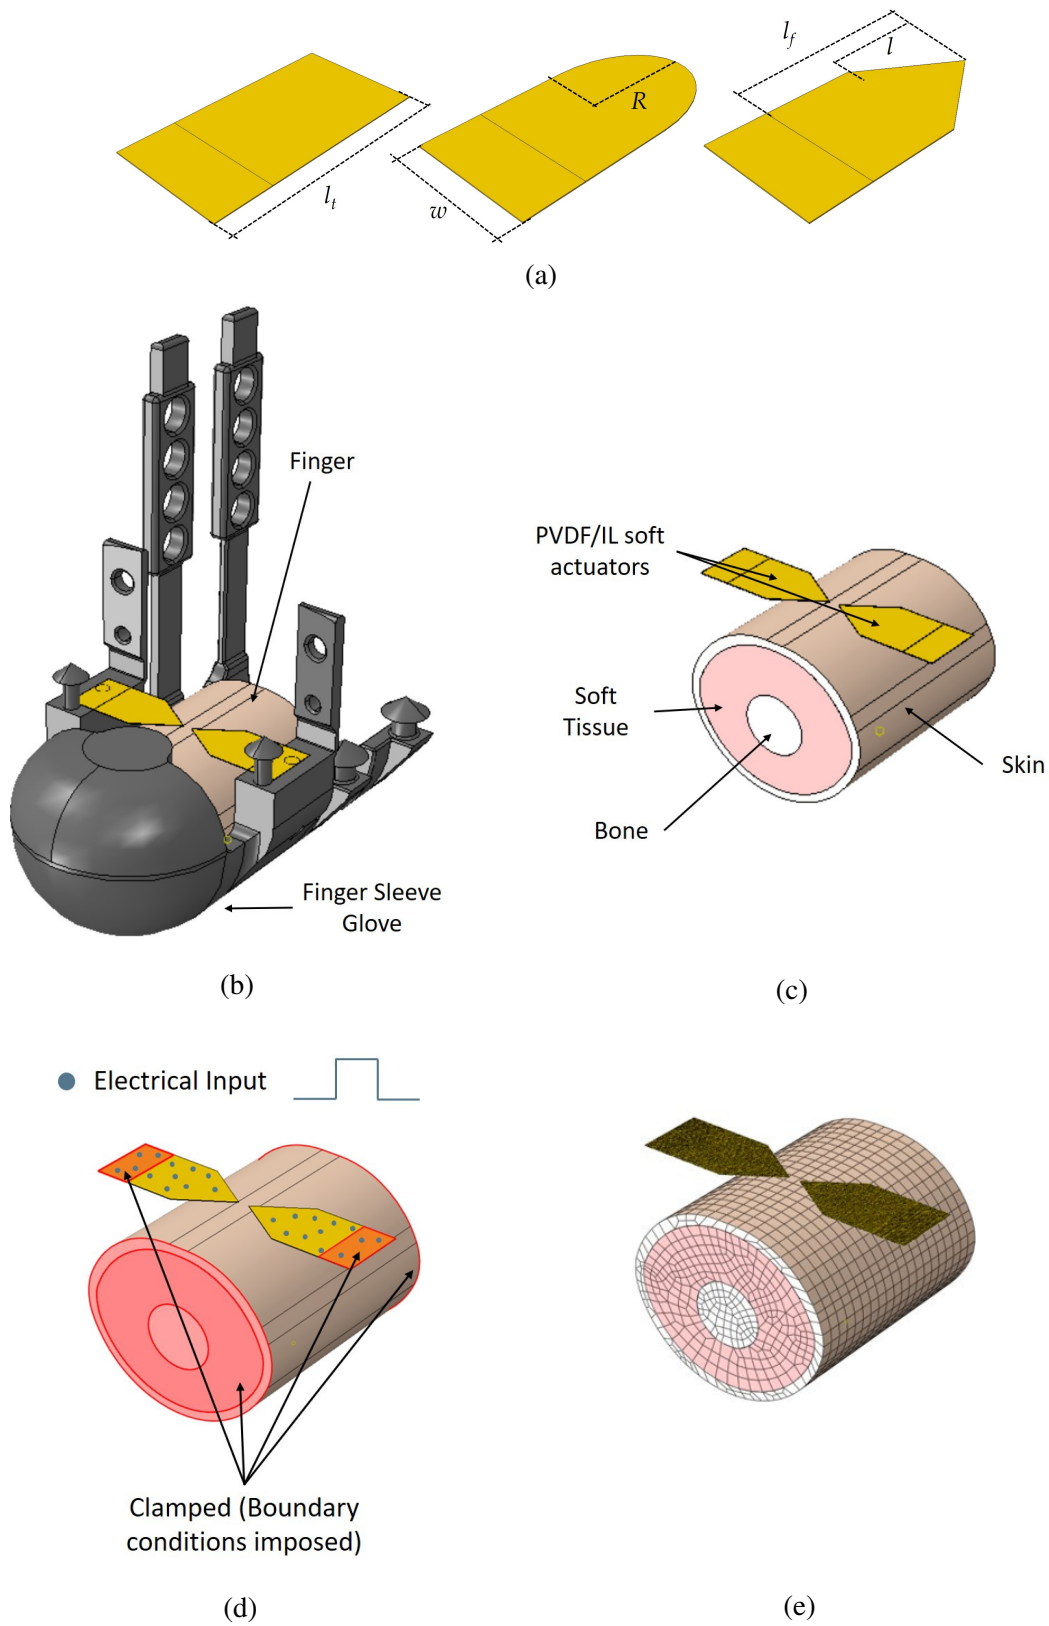 l_f
l
R
l_t
w
(a)
Finger
PVDF/IL soft
actuators
Soft
Tissue
Skin
Bone
Finger Sleeve
Glove
(b)
(c)
Electrical Input
Clamped (Boundary
conditions imposed)
(d)
(e)